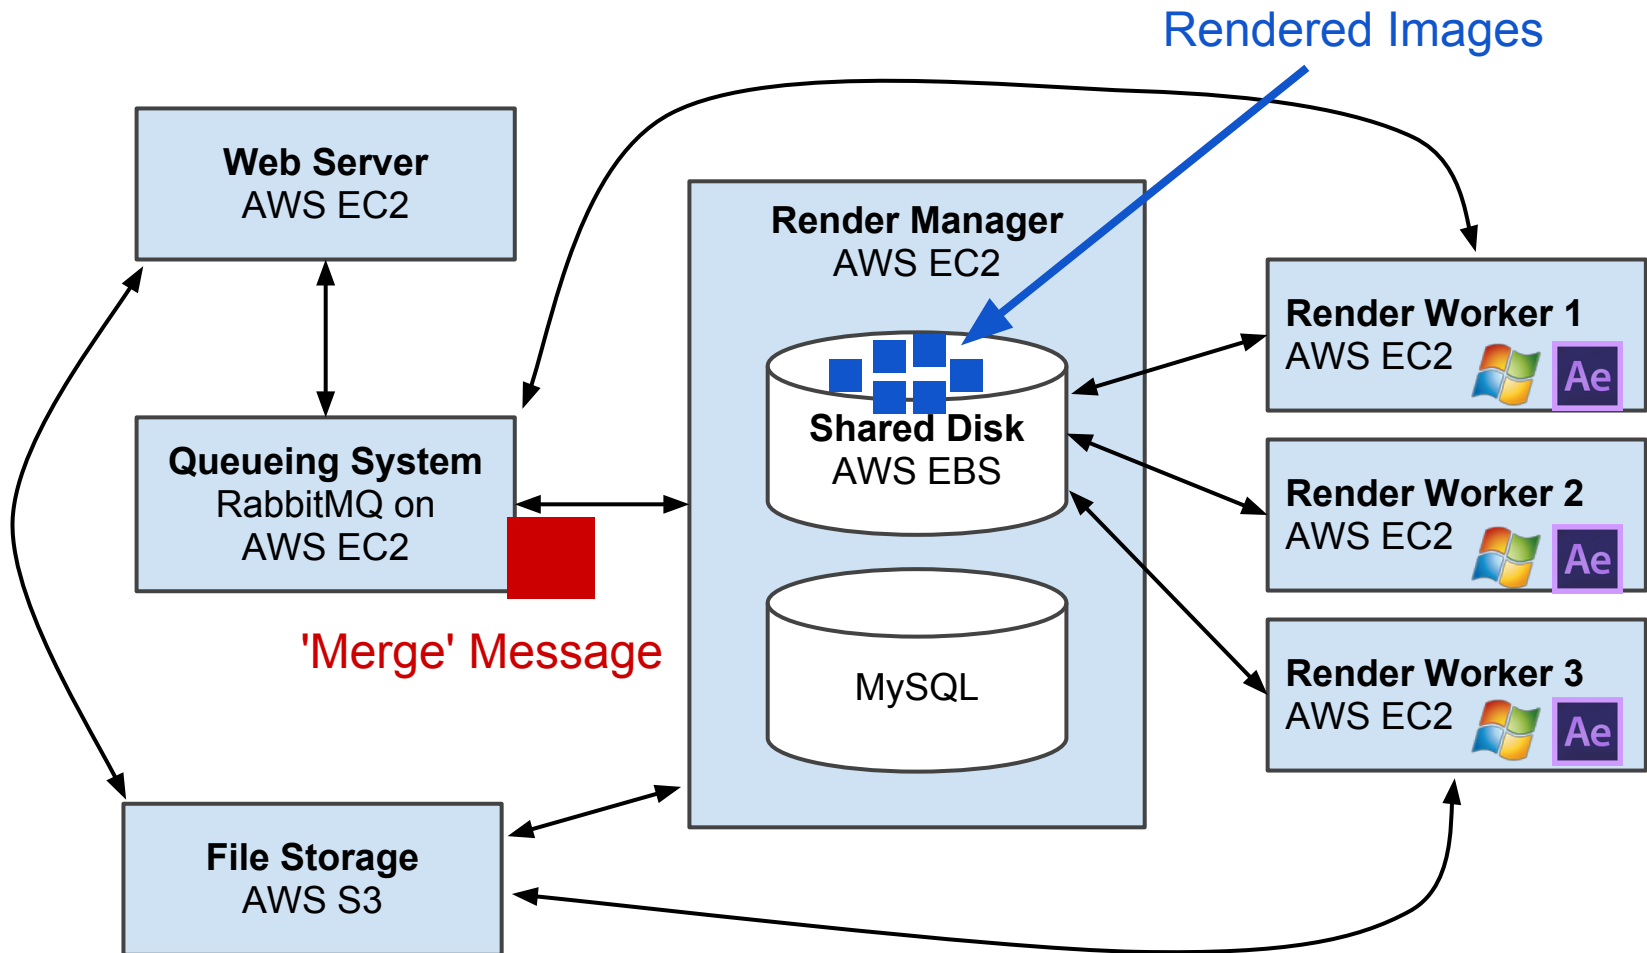 Rendered Images
Web Server
AWS EC2
Render Manager
AWS EC2
Render Worker 1
AWS EC2
Ae
Shared Disk
AWS EBS
Queueing System
RabbitMQ on
AWS EC2
Render Worker 2
AWS EC2
Ae
'Merge' Message
MySQL
Render Worker 3
AWS EC2
Ae
File Storage
AWS S3